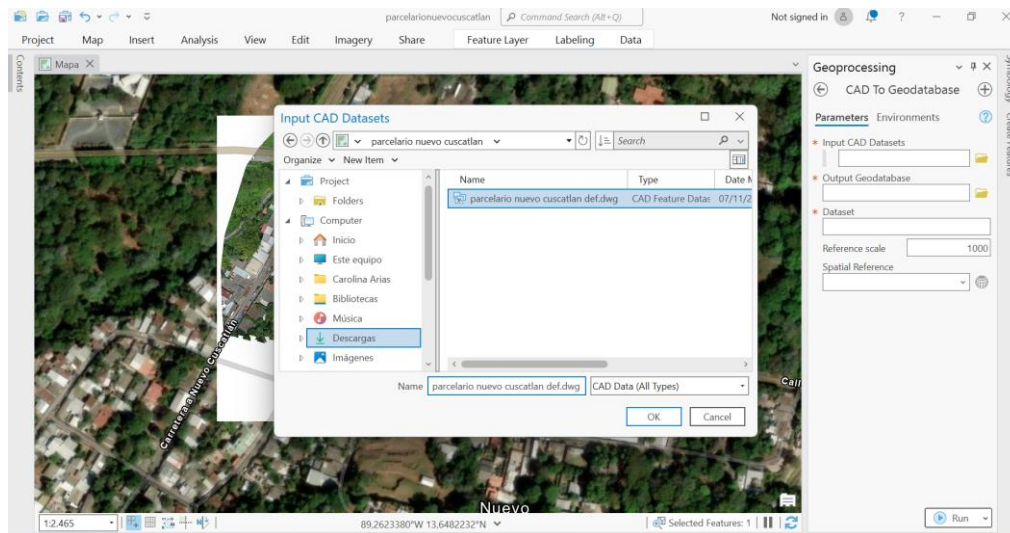 parcelarionuevocuscatlan
Command Search (Alt+Q)
Not signed in
?
Project Map Insert Analysis View Edit Imagery Share Feature Layer Labeling Data
Contents
Mapa
Geoprocessing
CAD To Geodatabase
Parameters Environments
* Input CAD Datasets
* Output Geodatabase
* Dataset
Reference scale 1000
Spatial Reference
Run
Symbology
Create Features
Input CAD Datasets
parcelario nuevo cuscatlan
Search
Organize New Item
Project
Folders
Computer
Inicio
Este equipo
Carolina Arias
Bibliotecas
Música
Descargas
Imágenes
Name Type Date M
parcelario nuevo cuscatlan def.dwg CAD Feature Datas 07/11/2
Name parcelario nuevo cuscatlan def.dwg CAD Data (All Types)
OK Cancel
Carretera a Nuevo Cuscatlán
Call
Nuevo
1:2.465
89,2623380°W 13,6482232°N
Selected Features: 1